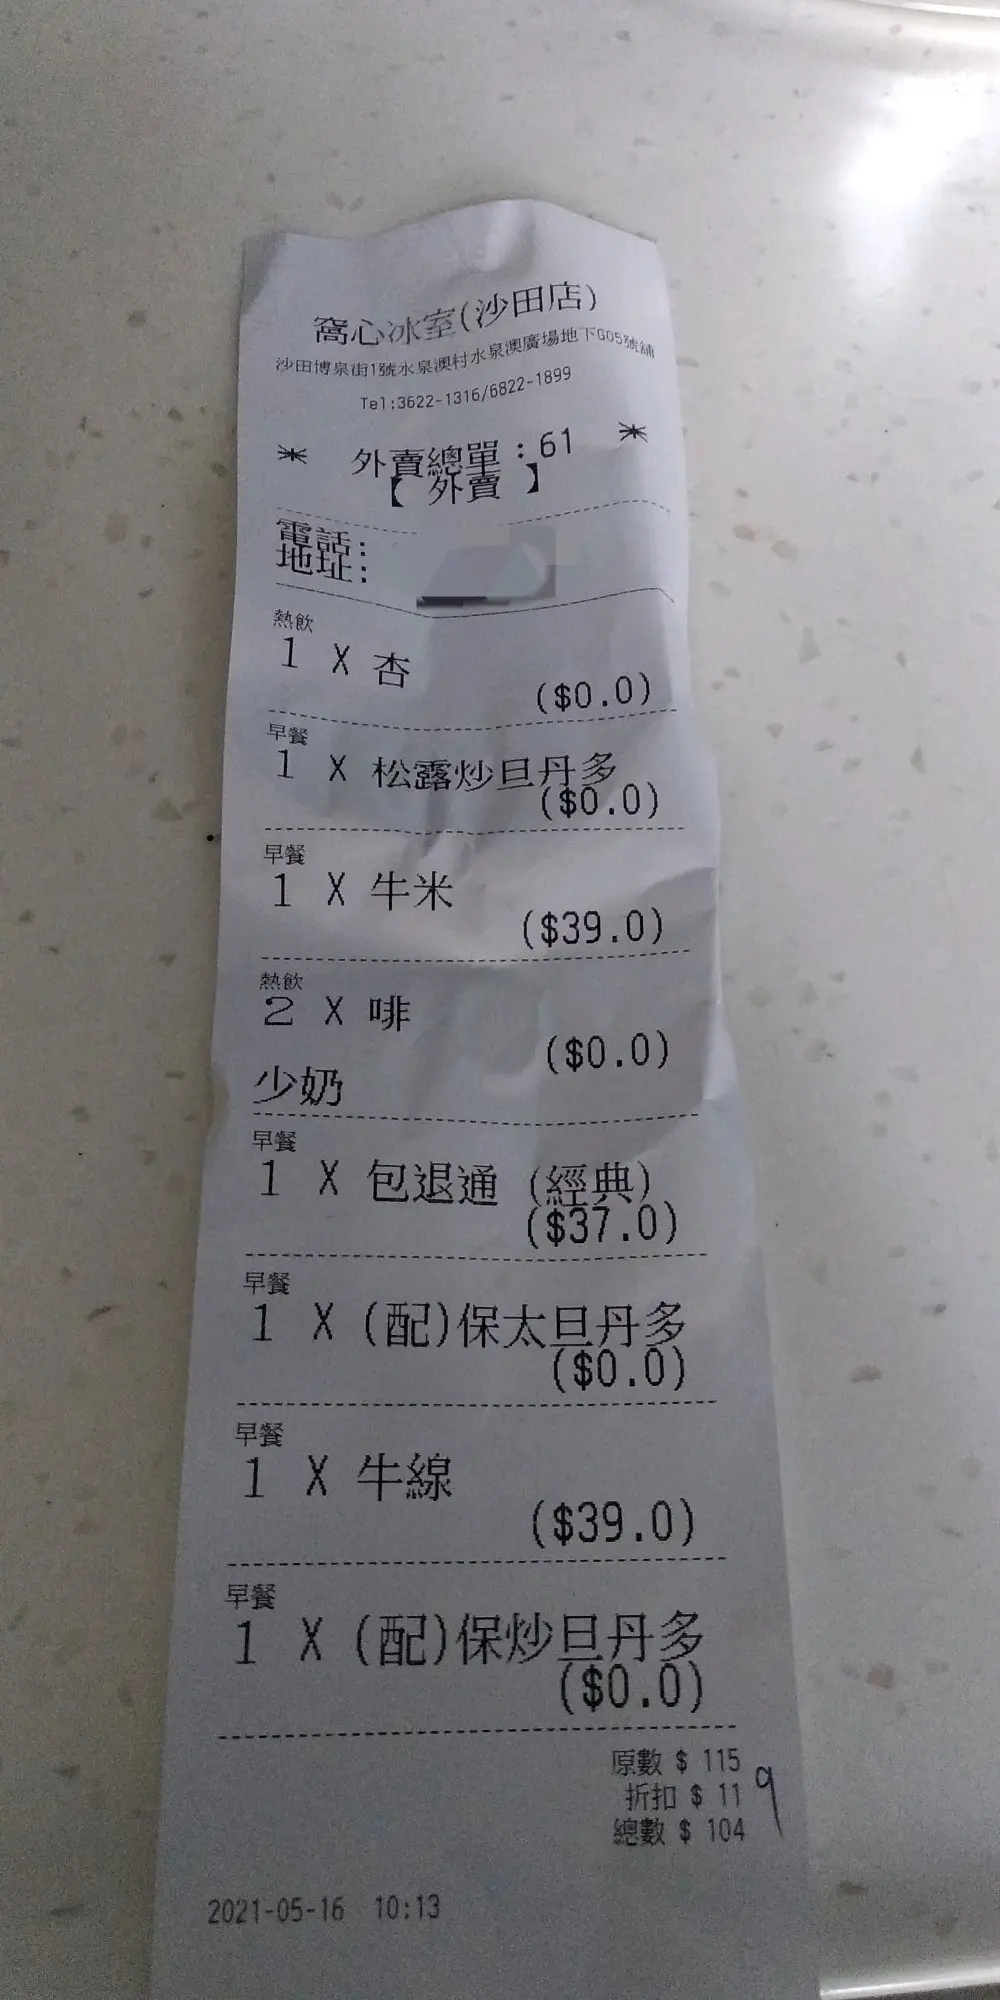 窩心冰室(沙田店)
沙田博泉街1號水泉澳村水泉澳廣場地下G05號舖
Tel:3622-1316/6822-1899
* 外賣總單:61 *
【 外賣 】
電話:
地址:
熱飲
1 X 杏
($0.0)
早餐
1 X 松露炒旦丹多
($0.0)
早餐
1 X 牛米
($39.0)
熱飲
2 X 啡
($0.0)
少奶
早餐
1 X 包退通 (經典)
($37.0)
早餐
1 X (配)保太旦丹多
($0.0)
早餐
1 X 牛線
($39.0)
早餐
1 X (配)保炒旦丹多
($0.0)
原數 $ 115
折扣 $ 11
總數 $ 104
2021-05-16 10:13